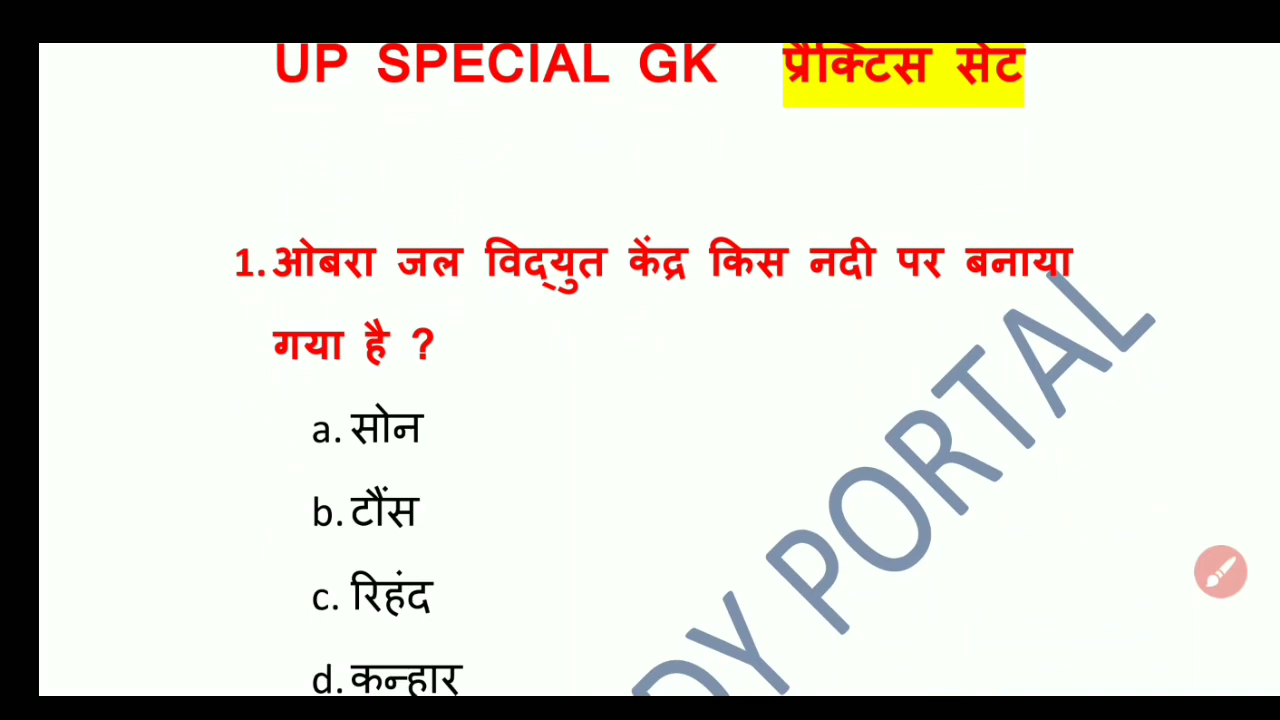 UP SPECIAL GK प्रैक्टिस सेट
1. ओबरा जल विद्युत केंद्र किस नदी पर बनाया
गया है ?
a. सोन
b. टौंस
c. रिहंद
d. कन्हार
DY PORTAL